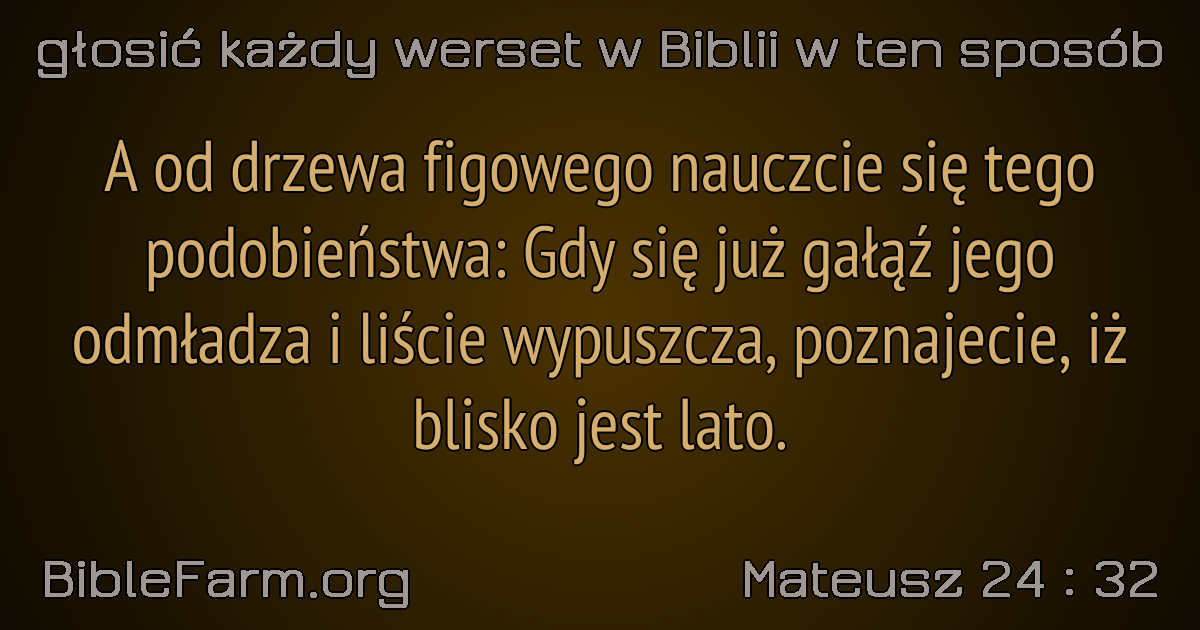 głosić każdy werset w Biblii w ten sposób
A od drzewa figowego nauczcie się tego
podobieństwa: Gdy się już gałąź jego
odmładza i liście wypuszcza, poznajecie, iż
blisko jest lato.
BibleFarm.org
Mateusz 24 : 32